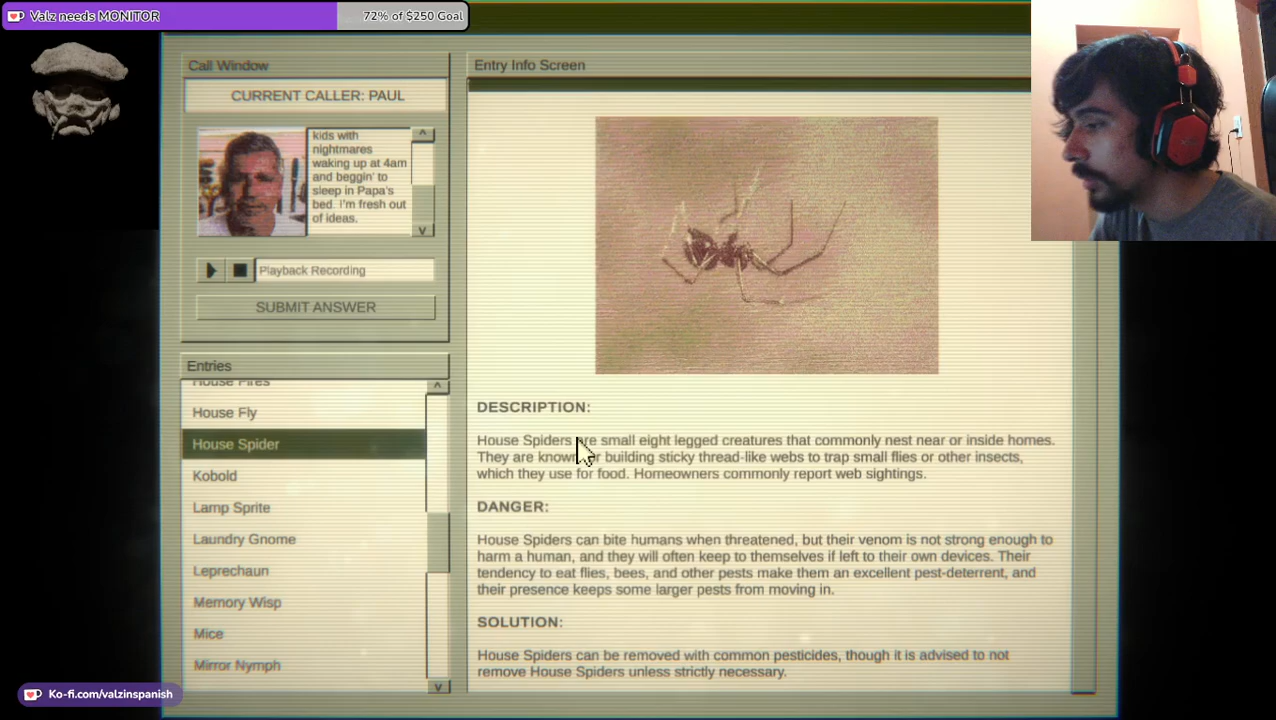 Valz needs MONITOR
72% of $250 Goal
Call Window
CURRENT CALLER: PAUL
kids with
nightmares
waking up at 4am
and beggin' to
sleep in Papa's
bed. I'm fresh out
of ideas.
Playback Recording
SUBMIT ANSWER
Entries
House Fires
House Fly
House Spider
Kobold
Lamp Sprite
Laundry Gnome
Leprechaun
Memory Wisp
Mice
Mirror Nymph
Entry Info Screen
DESCRIPTION:
House Spiders are small eight legged creatures that commonly nest near or inside homes.
They are known for building sticky thread-like webs to trap small flies or other insects,
which they use for food. Homeowners commonly report web sightings.
DANGER:
House Spiders can bite humans when threatened, but their venom is not strong enough to
harm a human, and they will often keep to themselves if left to their own devices. Their
tendency to eat flies, bees, and other pests make them an excellent pest-deterrent, and
their presence keeps some larger pests from moving in.
SOLUTION:
House Spiders can be removed with common pesticides, though it is advised to not
remove House Spiders unless strictly necessary.
Ko-fi.com/valzinspanish